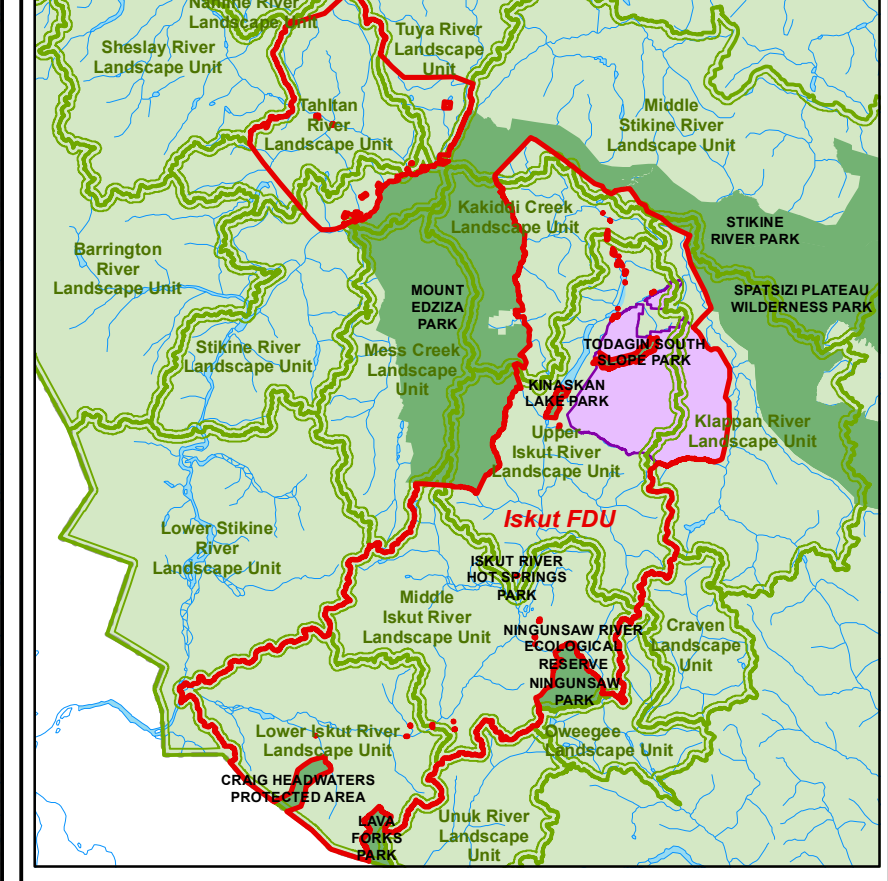 Nahline River
Landscape Unit
Sheslay River
Landscape Unit
Tuya River
Landscape
Unit
Tahltan
River
Landscape Unit
Middle
Stikine River
Landscape Unit
Kakiddi Creek
Landscape Unit
STIKINE
RIVER PARK
Barrington
River
Landscape Unit
MOUNT
EDZIZA
PARK
SPATSIZI PLATEAU
WILDERNESS PARK
Stikine River
Landscape Unit
Mess Creek
Landscape
Unit
TODAGIN SOUTH
SLOPE PARK
KINASKAN
LAKE PARK
Upper
Iskut River
Landscape Unit
Klappan River
Landscape Unit
Iskut FDU
Lower Stikine
River
Landscape Unit
ISKUT RIVER
HOT SPRINGS
PARK
Middle
Iskut River
Landscape Unit
NINGUNSAW RIVER
ECOLOGICAL
RESERVE
NINGUNSAW
PARK
Craven
Landscape
Unit
Lower Iskut River
Landscape Unit
Oweegee
Landscape Unit
CRAIG HEADWATERS
PROTECTED AREA
LAVA
FORKS
PARK
Unuk River
Landscape
Unit